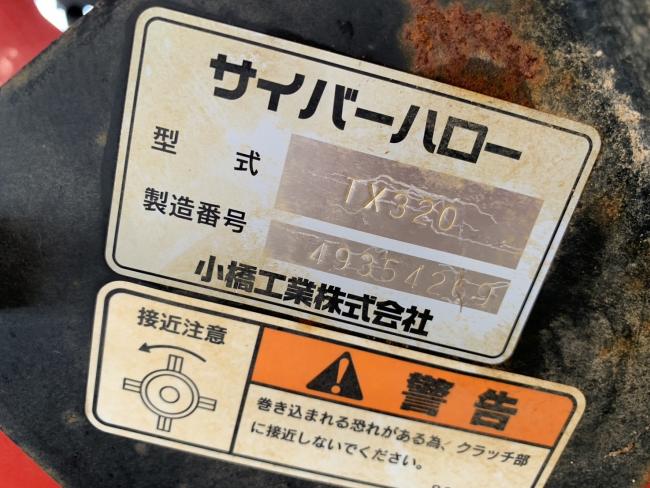 サイバーハロー
型 式 TX320
製造番号 49354269
小橋工業株式会社
接近注意
警告
巻き込まれる恐れがある為、クラッチ部
に接近しないでください。